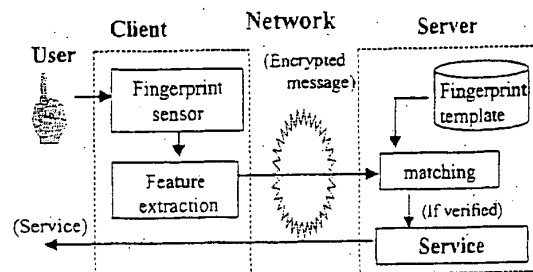 Client
Network
Server
User
(Encrypted
message)
Fingerprint
sensor
Fingerprint
template
Feature
extraction
matching
(If verified)
(Service)
Service